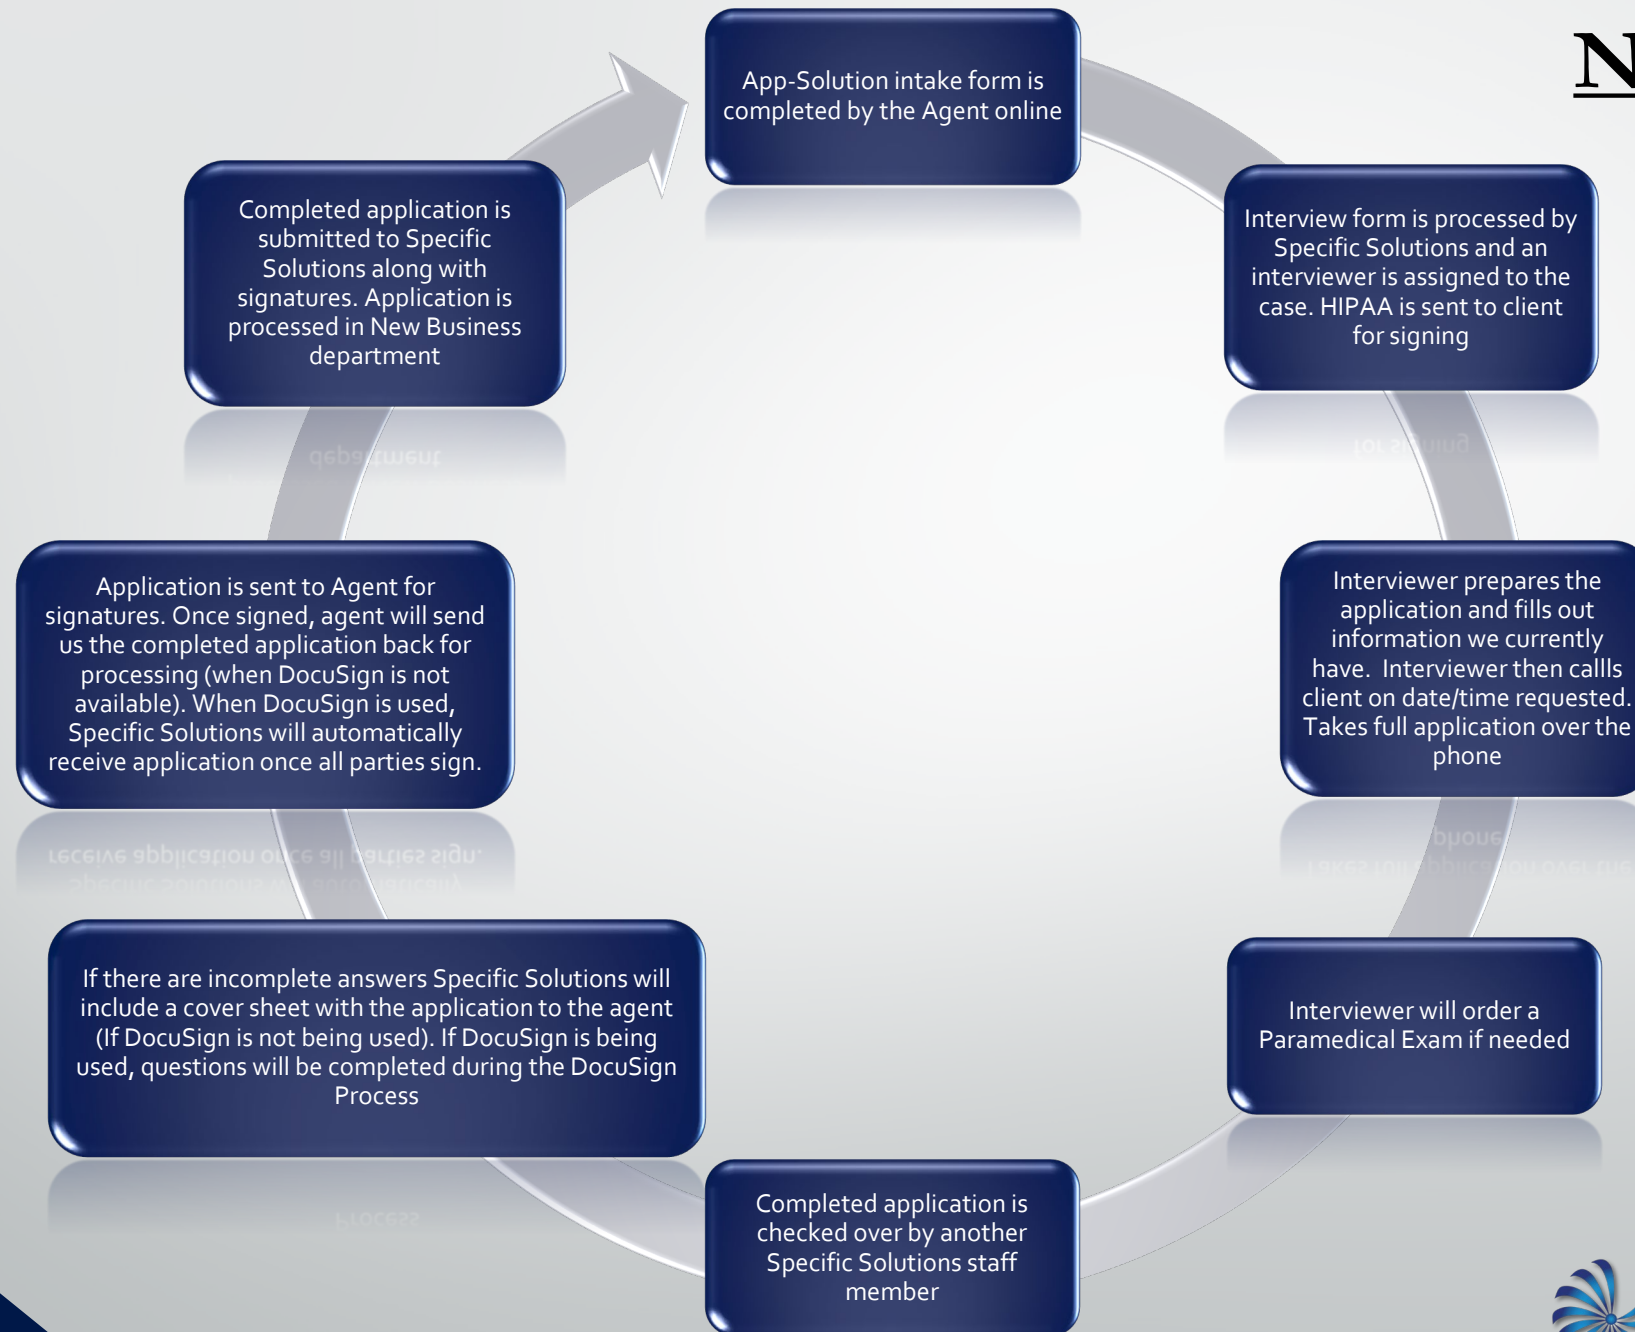 App-Solution intake form is
completed by the Agent online
N
Interview form is processed by
Specific Solutions and an
interviewer is assigned to the
case. HIPAA is sent to client
for signing
Interviewer prepares the
application and fills out
information we currently
have. Interviewer then callls
client on date/time requested.
Takes full application over the
phone
Interviewer will order a
Paramedical Exam if needed
Completed application is
checked over by another
Specific Solutions staff
member
If there are incomplete answers Specific Solutions will
include a cover sheet with the application to the agent
(If DocuSign is not being used). If DocuSign is being
used, questions will be completed during the DocuSign
Process
Application is sent to Agent for
signatures. Once signed, agent will send
us the completed application back for
processing (when DocuSign is not
available). When DocuSign is used,
Specific Solutions will automatically
receive application once all parties sign.
Completed application is
submitted to Specific
Solutions along with
signatures. Application is
processed in New Business
department